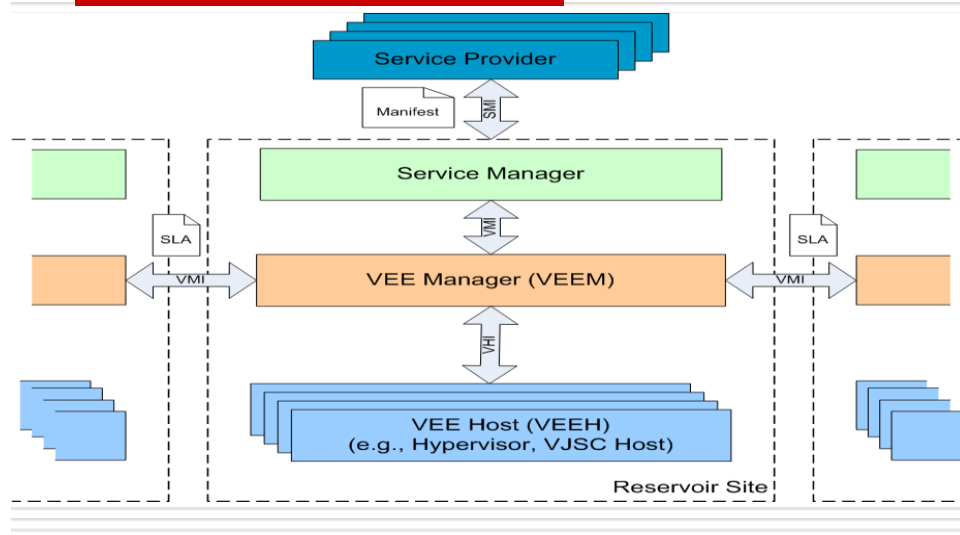 Service Provider
Manifest
SMI
Service Manager
SLA
VMI
SLA
VMI
VEE Manager (VEEM)
VMI
VHI
VEE Host (VEEH)
(e.g., Hypervisor, VJSC Host)
Reservoir Site